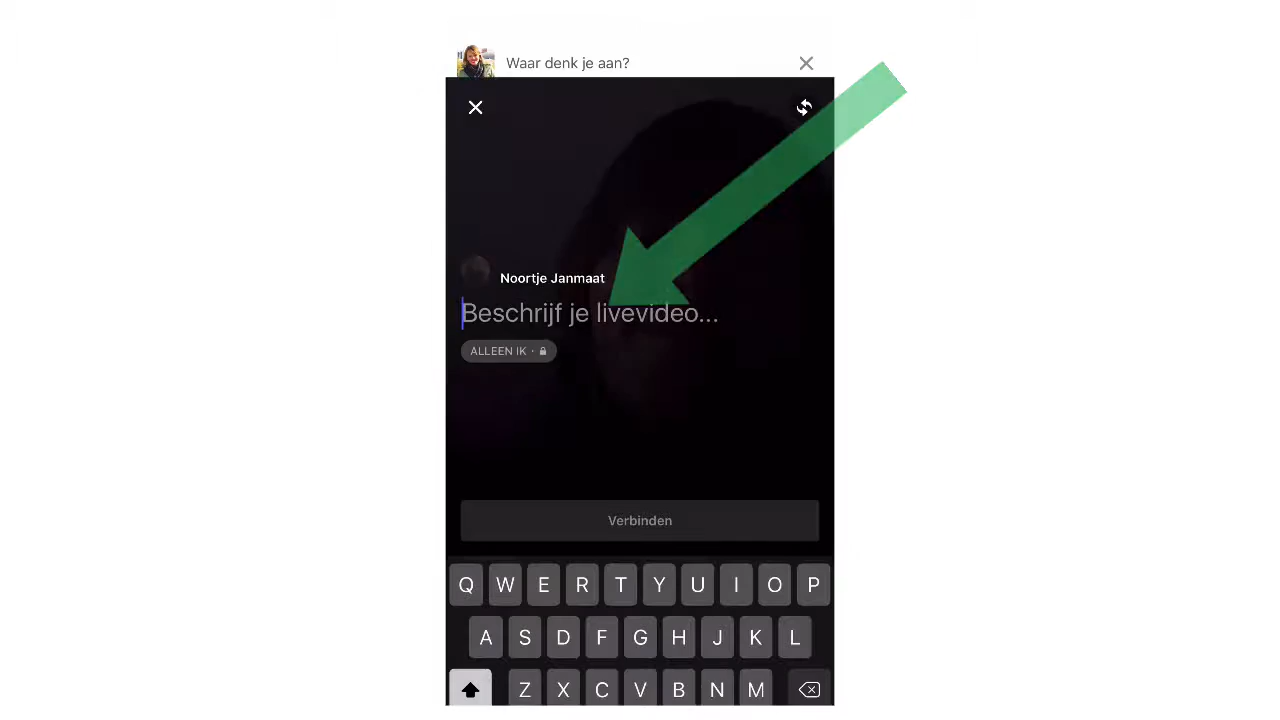 Waar denk je aan?
Noortje Janmaat
Beschrijf je livevideo...
ALLEEN IK ·
Verbinden
Q W E R T Y U I O P
A S D F G H J K L
Z X C V B N M